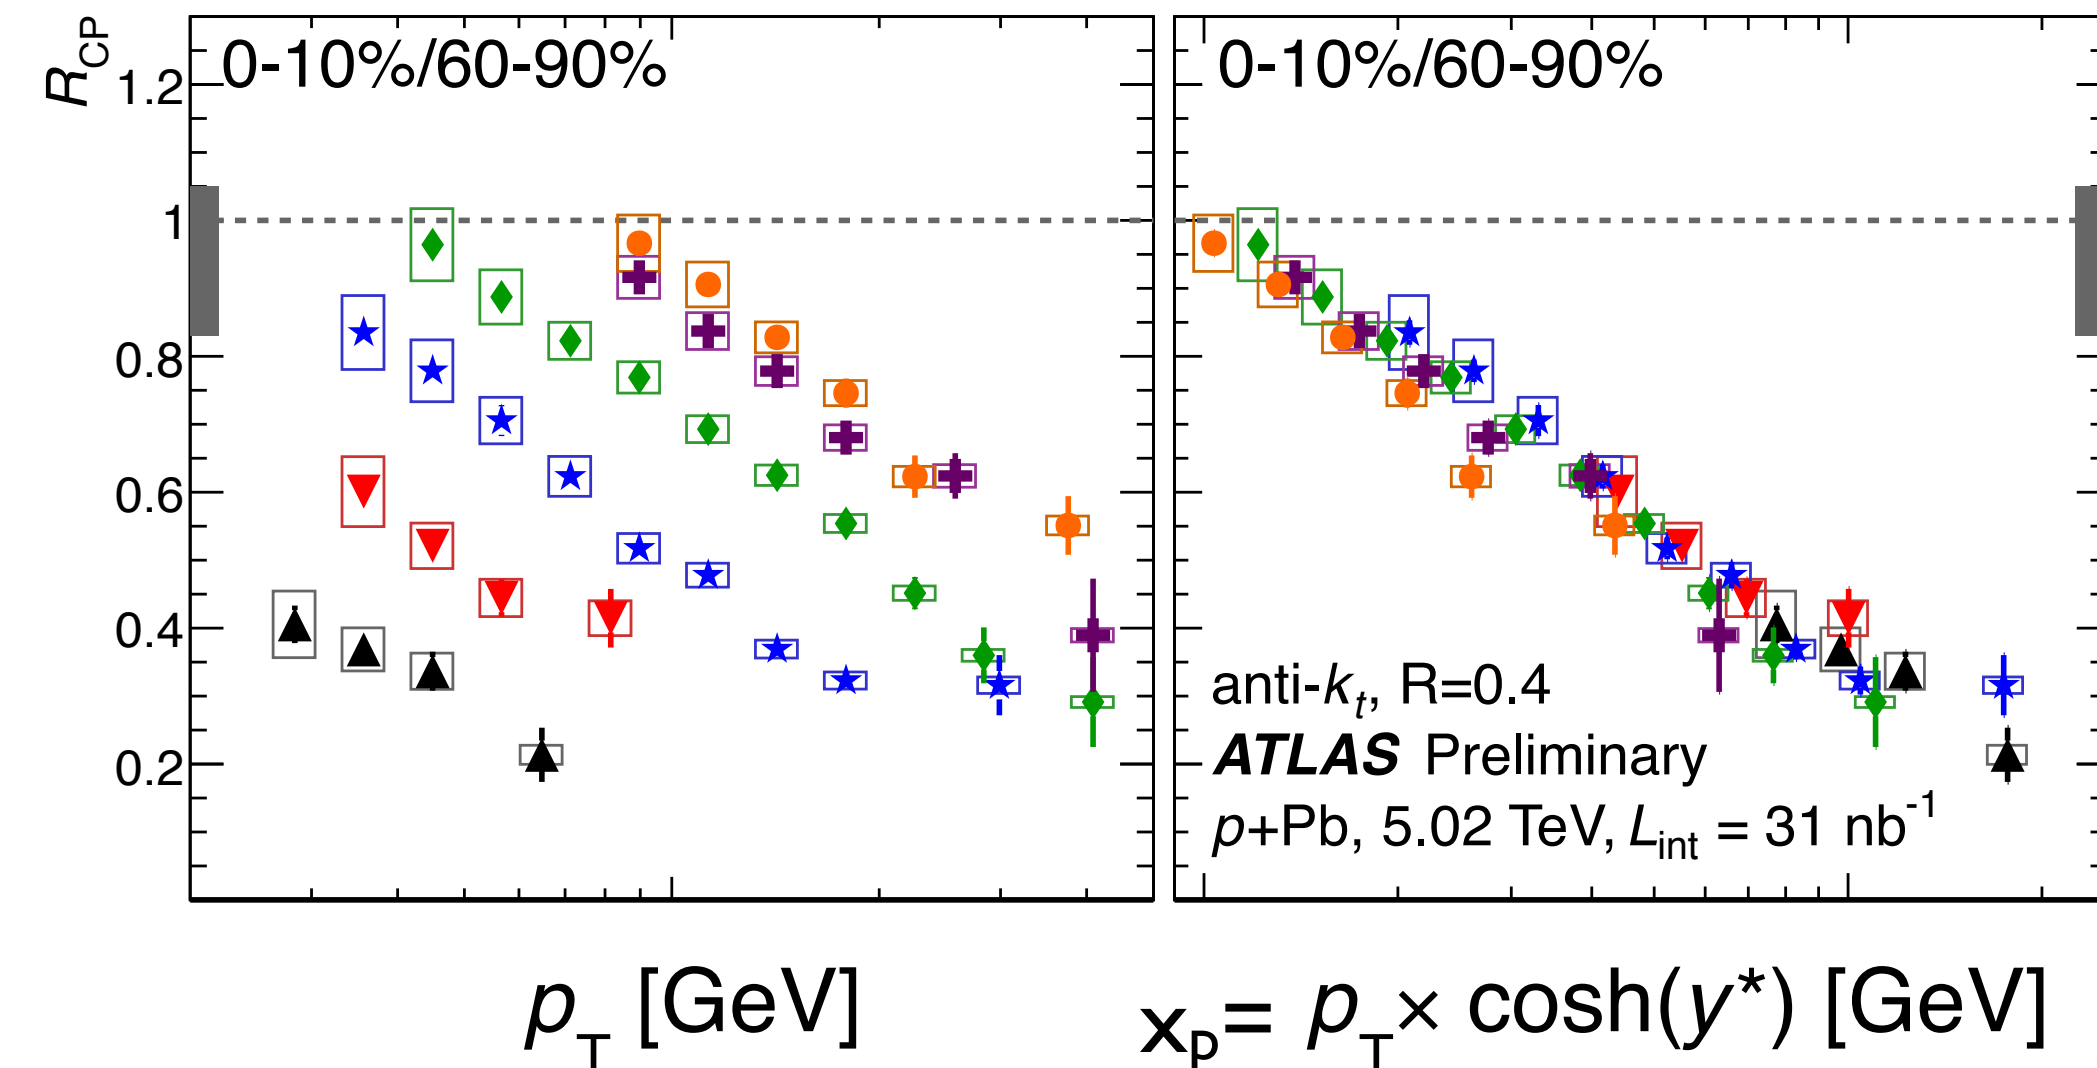 R_CP
0-10%/60-90%
0-10%/60-90%
1.2
1
0.8
0.6
0.4
0.2
anti-k_t, R=0.4
ATLAS Preliminary
p+Pb, 5.02 TeV, L_int = 31 nb^-1
p_T [GeV]
x_p= p_T × cosh(y*) [GeV]